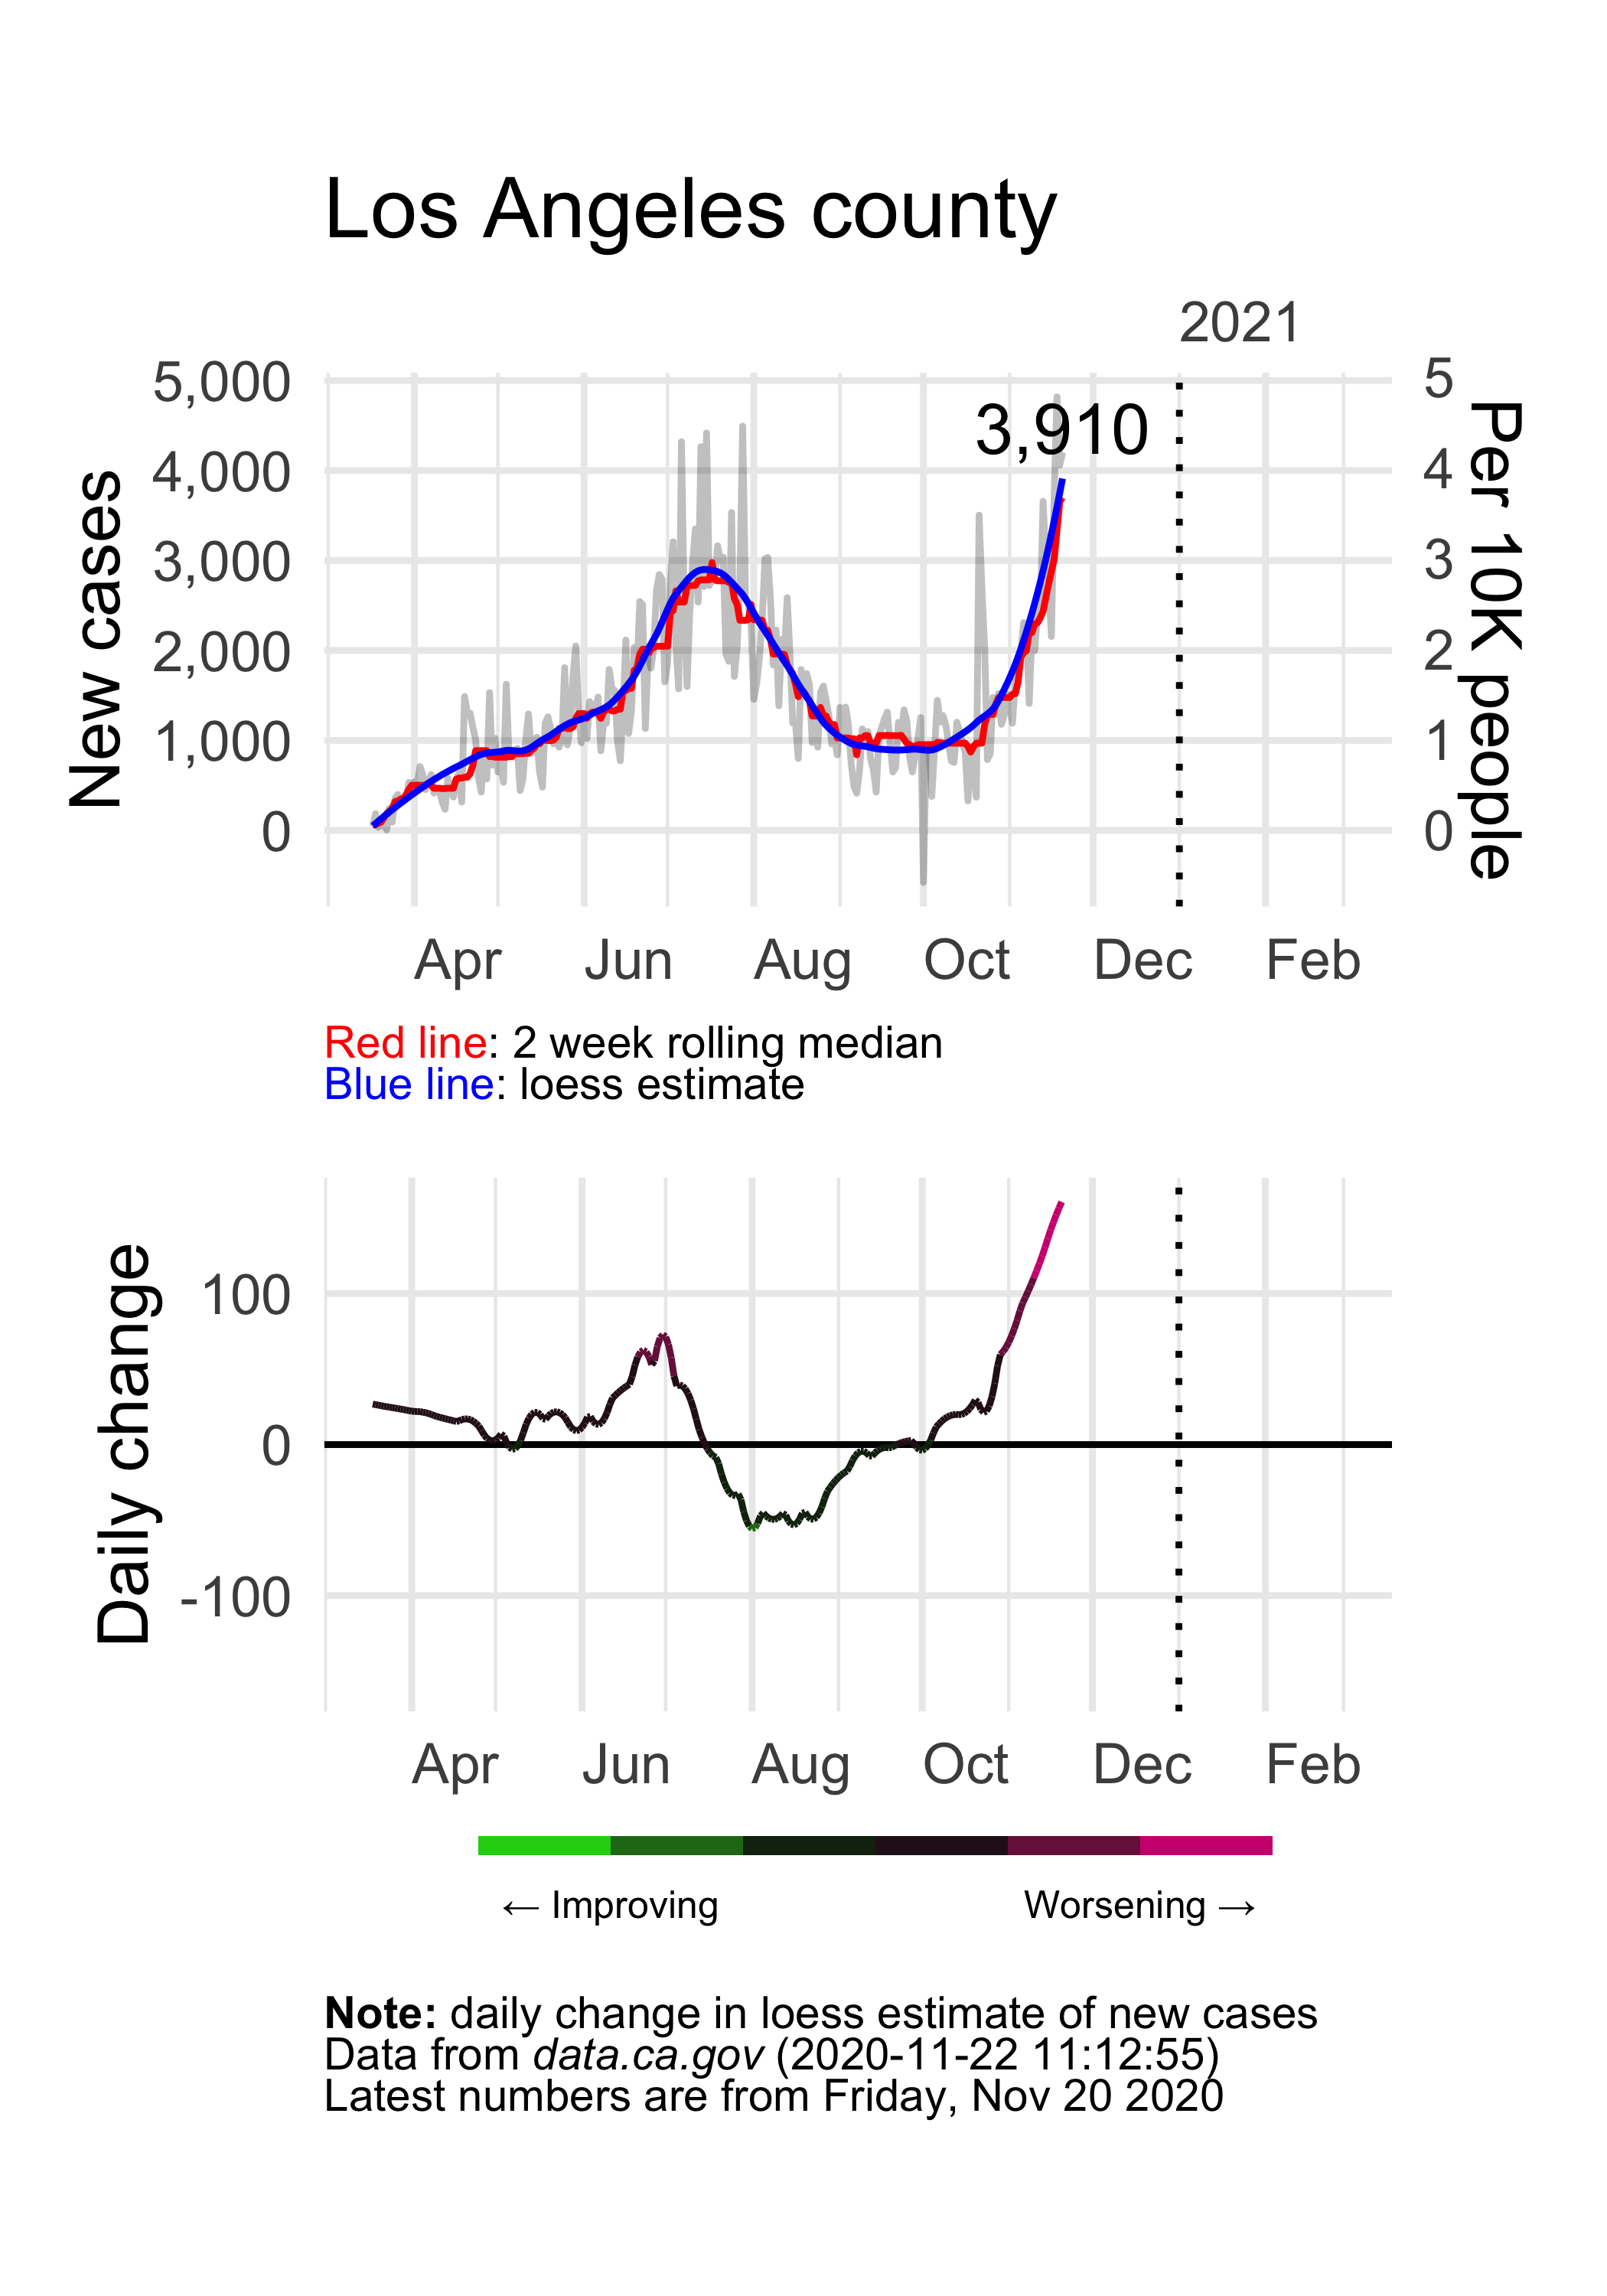 Los Angeles county
2021
5,000
4,000
3,000
2,000
1,000
0
New cases
3,910
5
4
3
2
1
0
Per 10K people
Apr Jun Aug Oct Dec Feb
Red line: 2 week rolling median
Blue line: loess estimate
100
0
-100
Daily change
Apr Jun Aug Oct Dec Feb
← Improving Worsening →
Note: daily change in loess estimate of new cases
Data from data.ca.gov (2020-11-22 11:12:55)
Latest numbers are from Friday, Nov 20 2020